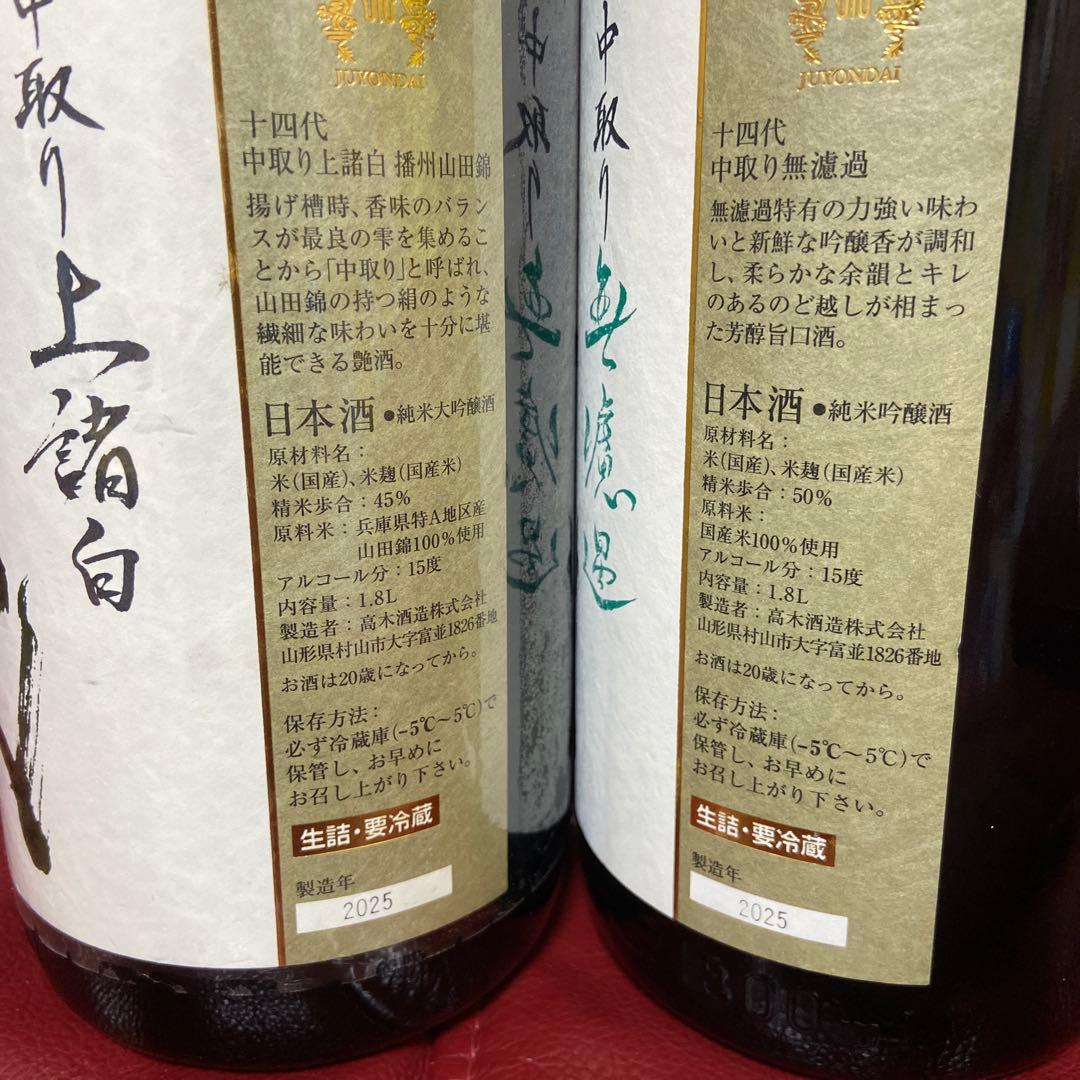 中取り上諸白
JUYONDAI
十四代
中取り上諸白 播州山田錦
揚げ槽時、香味のバラン
スが最良の雫を集めるこ
とから「中取り」と呼ばれ、
山田錦の持つ絹のような
繊細な味わいを十分に堪
能できる艶酒。
日本酒 ●純米大吟醸酒
原材料名：
米(国産)、米麹(国産米)
精米歩合：45%
原料米：兵庫県特A地区産
山田錦100%使用
アルコール分：15度
内容量：1.8L
製造者：高木酒造株式会社
山形県村山市大字富並1826番地
お酒は20歳になってから。
保存方法：
必ず冷蔵庫(-5℃〜5℃)で
保管し、お早めに
お召し上がり下さい。
生詰・要冷蔵
製造年
2025
中取り無濾過
JUYONDAI
十四代
中取り無濾過
無濾過特有の力強い味わ
いと新鮮な吟醸香が調和
し、柔らかな余韻とキレ
のあるのど越しが相まっ
た芳醇旨口酒。
日本酒 ●純米吟醸酒
原材料名：
米(国産)、米麹(国産米)
精米歩合：50%
原料米：
国産米100%使用
アルコール分：15度
内容量：1.8L
製造者：高木酒造株式会社
山形県村山市大字富並1826番地
お酒は20歳になってから。
保存方法：
必ず冷蔵庫(-5℃〜5℃)で
保管し、お早めに
お召し上がり下さい。
生詰・要冷蔵
製造年
2025